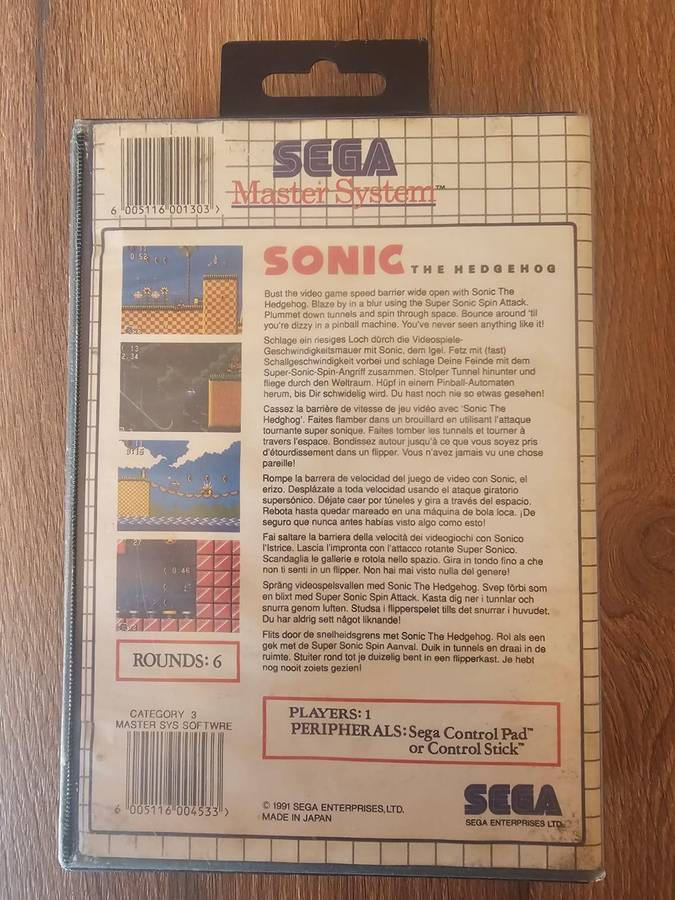 6 005116 001303 >
SEGA
Master System™
SONIC THE HEDGEHOG
Bust the video game speed barrier wide open with Sonic The
Hedgehog. Blaze by in a blur using the Super Sonic Spin Attack.
Plummet down tunnels and spin through space. Bounce around 'til
you're dizzy in a pinball machine. You've never seen anything like it!
Schlage ein riesiges Loch dürch die Videospiele-
Geschwindigkeitsmauer mit Sonic, dem Igel. Fetz mit (fast)
Schallgeschwindigkeit vorbei und schlage Deine Feinde mit dem
Super-Sonic-Spin-Angriff zusammen. Stolper Tunnel hinunter und
fliege durch den Weltraum. Hüpf in einem Pinball-Automaten
herum, bis Dir schwidelig wird. Du hast noch nie so etwas gesehen!
Cassez la barrière de vitesse de jeu vidéo avec 'Sonic The
Hedghog'. Faites flamber dans un brouillard en utilisant l'attaque
tournante super sonique. Faites tomber les tunnels et tourner à
travers l'espace. Bondissez autour jusqu'à ce que vous soyez pris
d'étourdissement dans un flipper. Vous n'avez jamais vu une chose
pareille!
Rompe la barrera de velocidad del juego de video con Sonic, el
erizo. Desplázate a toda velocidad usando el ataque giratorio
supersónico. Déjate caer por túneles y gira a través del espacio.
Rebota hasta quedar mareado en una máquina de bola loca. ¡De
seguro que nunca antes habías visto algo como esto!
Fai saltare la barriera della velocità dei videogiochi con Sonico
l'Istrice. Lascia l'impronta con l'attacco rotante Super Sonico.
Scandaglia le gallerie e rotola nello spazio. Gira in tondo fino a che
non ti senti in un flipper. Non hai mai visto nulla del genere!
Spräng videospelsvallen med Sonic The Hedgehog. Svep förbi som
en blixt med Super Sonic Spin Attack. Kasta dig ner i tunnlar och
snurra genom luften. Studsa i flipperspelet tills det snurrar i huvudet.
Du har aldrig sett något liknande!
Flits door de snelheidsgrens met Sonic The Hedgehog. Rol als een
gek met de Super Sonic Spin Aanval. Duik in tunnels en draai in de
ruimte. Stuiter rond tot je duizelig bent in een flipperkast. Je hebt
nog nooit zoiets gezien!
ROUNDS: 6
PLAYERS: 1
PERIPHERALS: Sega Control Pad™
or Control Stick™
CATEGORY 3
MASTER SYS SOFTWRE
6 005116 004533 >
© 1991 SEGA ENTERPRISES, LTD.
MADE IN JAPAN
SEGA
SEGA ENTERPRISES LTD.